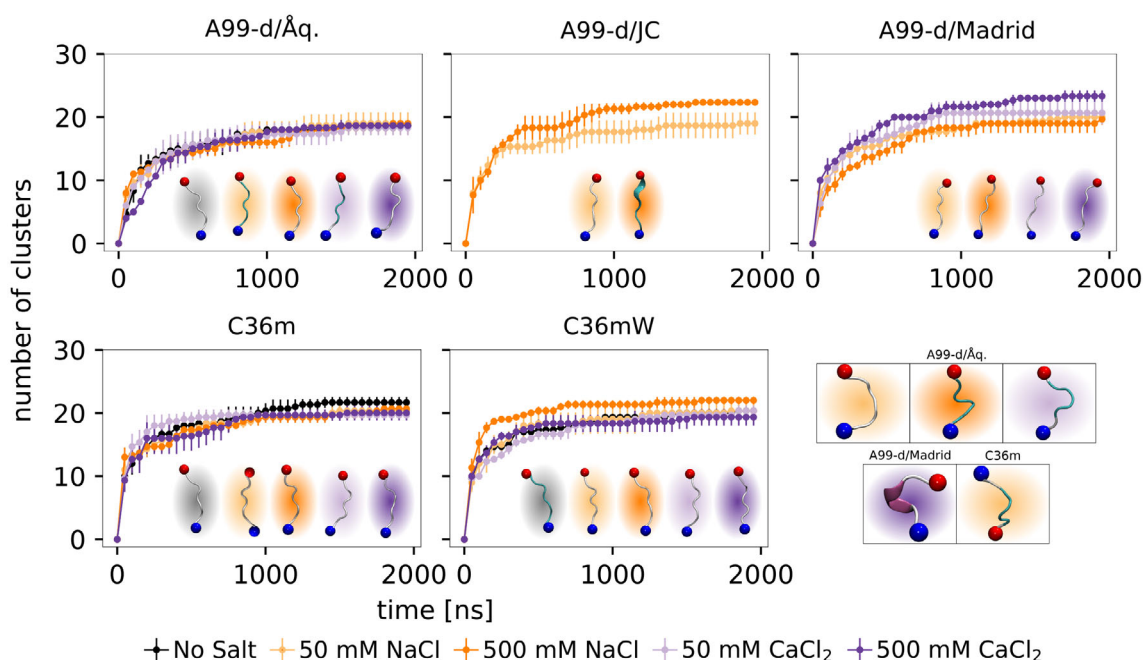 A99-d/Åq.
A99-d/JC
A99-d/Madrid
number of clusters
30
20
10
0
0 1000 2000
0 1000 2000
0 1000 2000
C36m
C36mW
30
20
10
0
0 1000 2000
0 1000 2000
A99-d/Åq.
A99-d/Madrid
C36m
time [ns]
No Salt 50 mM NaCl 500 mM NaCl 50 mM CaCl₂ 500 mM CaCl₂